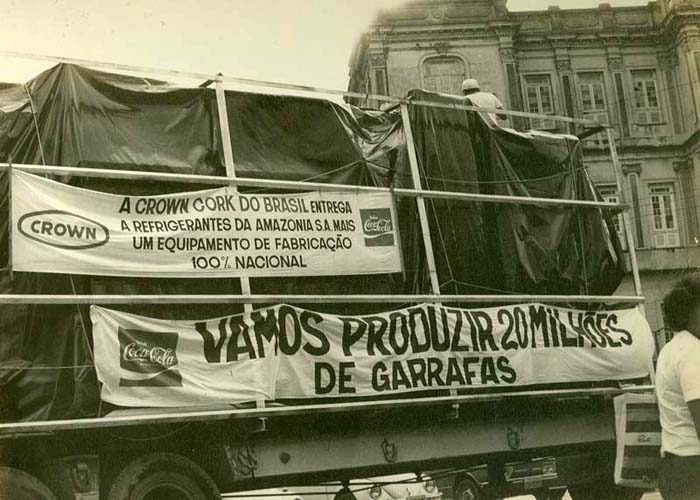 A CROWN CORK DO BRASIL ENTREGA
A REFRIGERANTES DA AMAZONIA S.A. MAIS
UM EQUIPAMENTO DE FABRICAÇÃO
100% NACIONAL
CROWN
Coca-Cola
VAMOS PRODUZIR 20 MILHÕES
DE GARRAFAS
Coca-Cola